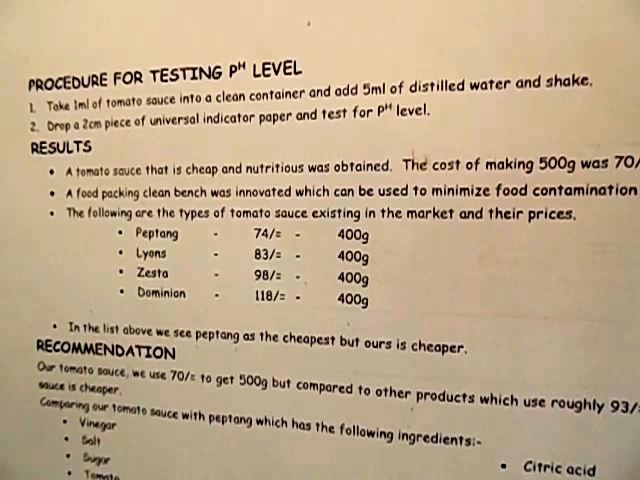 PROCEDURE FOR TESTING PH LEVEL
1. Take 1ml of tomato sauce into a clean container and add 5ml of distilled water and shake.
2. Drop a 2cm piece of universal indicator paper and test for PH level.
RESULTS
• A tomato sauce that is cheap and nutritious was obtained. The cost of making 500g was 70/
• A food packing clean bench was innovated which can be used to minimize food contamination
• The following are the types of tomato sauce existing in the market and their prices.
• Peptang - 74/= - 400g
• Lyons - 83/= - 400g
• Zesta - 98/= - 400g
• Dominion - 118/= - 400g
• In the list above we see peptang as the cheapest but ours is cheaper.
RECOMMENDATION
Our tomato sauce, we use 70/= to get 500g but compared to other products which use roughly 93/=
sauce is cheaper.
Comparing our tomato sauce with peptang which has the following ingredients:-
• Vinegar
• Salt
• Sugar
• Tomato
• Citric acid